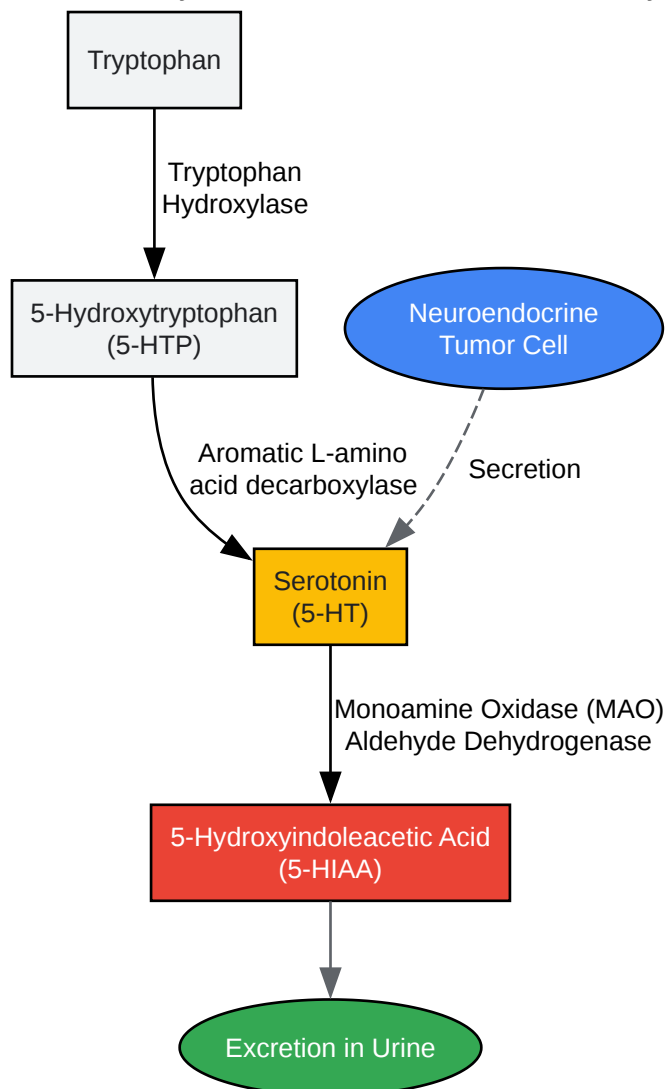 Tryptophan
Tryptophan
Hydroxylase
5-Hydroxytryptophan
(5-HTP)
Neuroendocrine
Tumor Cell
Aromatic L-amino
acid decarboxylase
Secretion
Serotonin
(5-HT)
Monoamine Oxidase (MAO)
Aldehyde Dehydrogenase
5-Hydroxyindoleacetic Acid
(5-HIAA)
Excretion in Urine